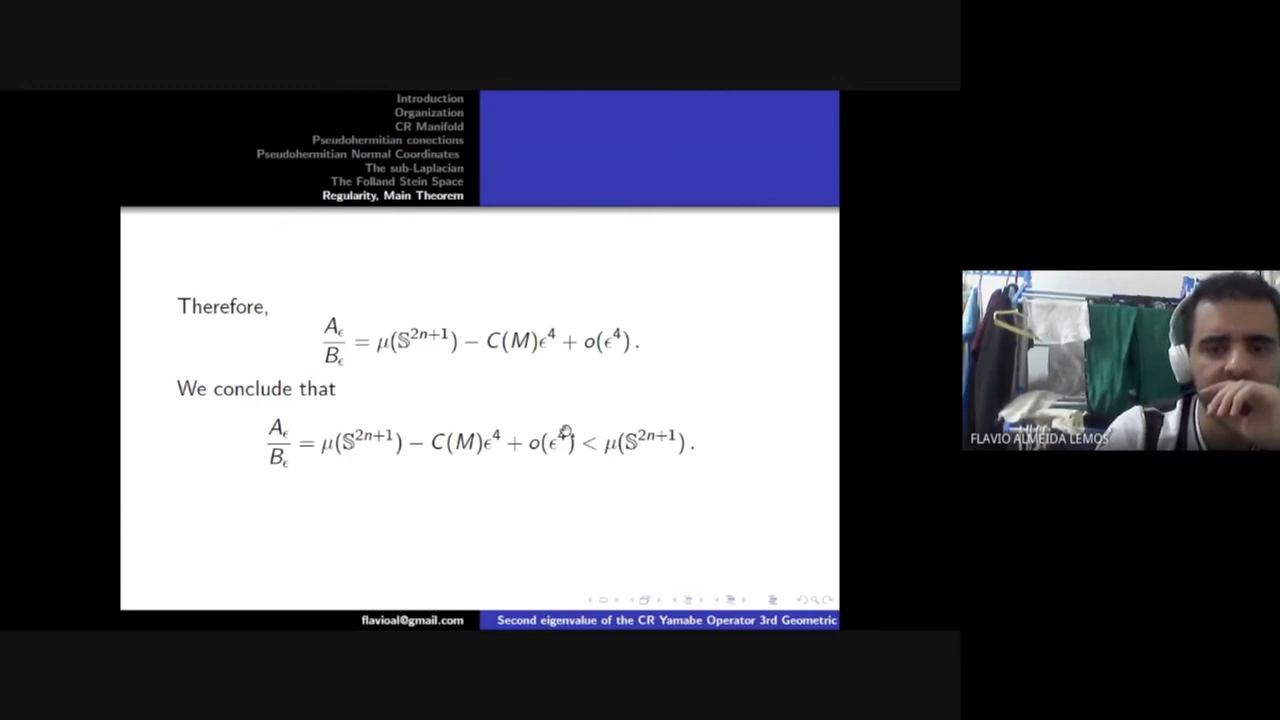 Introduction
Organization
CR Manifold
Pseudohermitian conections
Pseudohermitian Normal Coordinates
The sub-Laplacian
The Folland Stein Space
Regularity, Main Theorem
Therefore,
A_ϵ/B_ϵ = μ(𝕊^{2n+1}) − C(M)ϵ^4 + o(ϵ^4) .
We conclude that
A_ϵ/B_ϵ = μ(𝕊^{2n+1}) − C(M)ϵ^4 + o(ϵ^4) < μ(𝕊^{2n+1}) .
FLAVIO ALMEIDA LEMOS
flavioal@gmail.com
Second eigenvalue of the CR Yamabe Operator 3rd Geometric